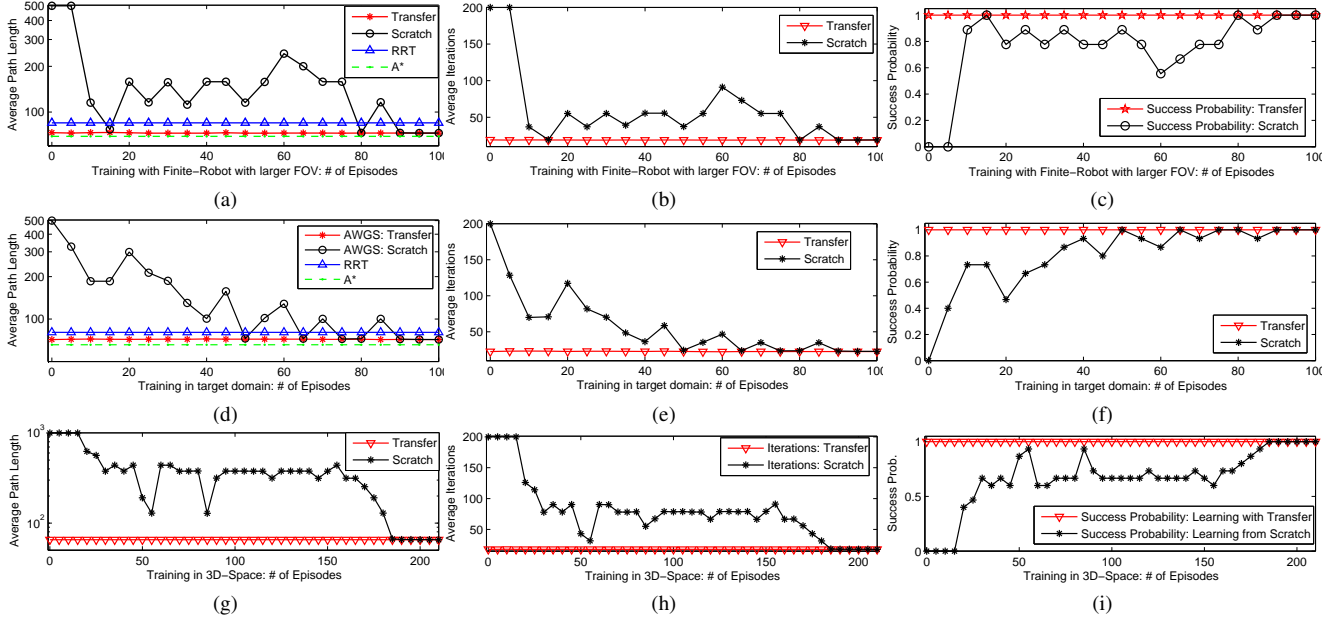 500
300
200
100
0 20 40 60 80 100
Average Path Length
Training with Finite−Robot with larger FOV: # of Episodes
Transfer
Scratch
RRT
A*
(a)
200
150
100
50
0 20 40 60 80 100
Average Iterations
Training with Finite−Robot with larger FOV: # of Episodes
Transfer
Scratch
(b)
1
0.8
0.6
0.4
0.2
0
0 20 40 60 80 100
Success Probability
Training with Finite−Robot with larger FOV: # of Episodes
Success Probability: Transfer
Success Probability: Scratch
(c)
500
300
200
100
0 20 40 60 80 100
Average Path Length
Training in target domain: # of Episodes
AWGS: Transfer
AWGS: Scratch
RRT
A*
(d)
200
150
100
50
0 20 40 60 80 100
Average Iterations
Training in target domain: # of Episodes
Transfer
Scratch
(e)
1
0.8
0.6
0.4
0.2
0
0 20 40 60 80 100
Success Probability
Training in target domain: # of Episodes
Transfer
Scratch
(f)
10³
10²
0 50 100 150 200
Average Path Length
Training in 3D−Space: # of Episodes
Transfer
Scratch
(g)
200
150
100
50
0 50 100 150 200
Average Iterations
Training in 3D−Space: # of Episodes
Iterations: Transfer
Iterations: Scratch
(h)
1
0.5
0
0 50 100 150 200
Success Prob.
Training in 3D−Space: # of Episodes
Success Probability: Learning with Transfer
Success Probability: Learning from Scratch
(i)